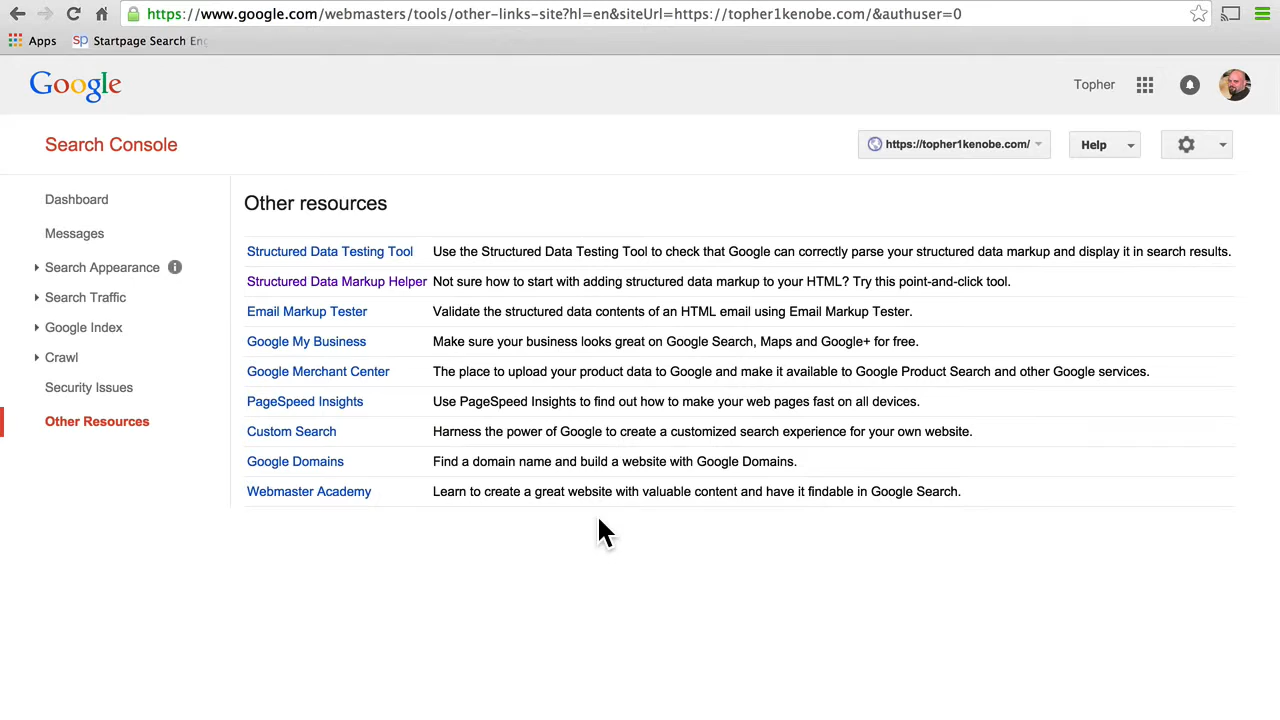 https://www.google.com/webmasters/tools/other-links-site?hl=en&siteUrl=https://topher1kenobe.com/&authuser=0
Apps SP Startpage Search Eng
Google Topher
Search Console https://topher1kenobe.com/ Help
Dashboard
Messages
Search Appearance i
Search Traffic
Google Index
Crawl
Security Issues
Other Resources
Other resources
Structured Data Testing Tool Use the Structured Data Testing Tool to check that Google can correctly parse your structured data markup and display it in search results.
Structured Data Markup Helper Not sure how to start with adding structured data markup to your HTML? Try this point-and-click tool.
Email Markup Tester Validate the structured data contents of an HTML email using Email Markup Tester.
Google My Business Make sure your business looks great on Google Search, Maps and Google+ for free.
Google Merchant Center The place to upload your product data to Google and make it available to Google Product Search and other Google services.
PageSpeed Insights Use PageSpeed Insights to find out how to make your web pages fast on all devices.
Custom Search Harness the power of Google to create a customized search experience for your own website.
Google Domains Find a domain name and build a website with Google Domains.
Webmaster Academy Learn to create a great website with valuable content and have it findable in Google Search.